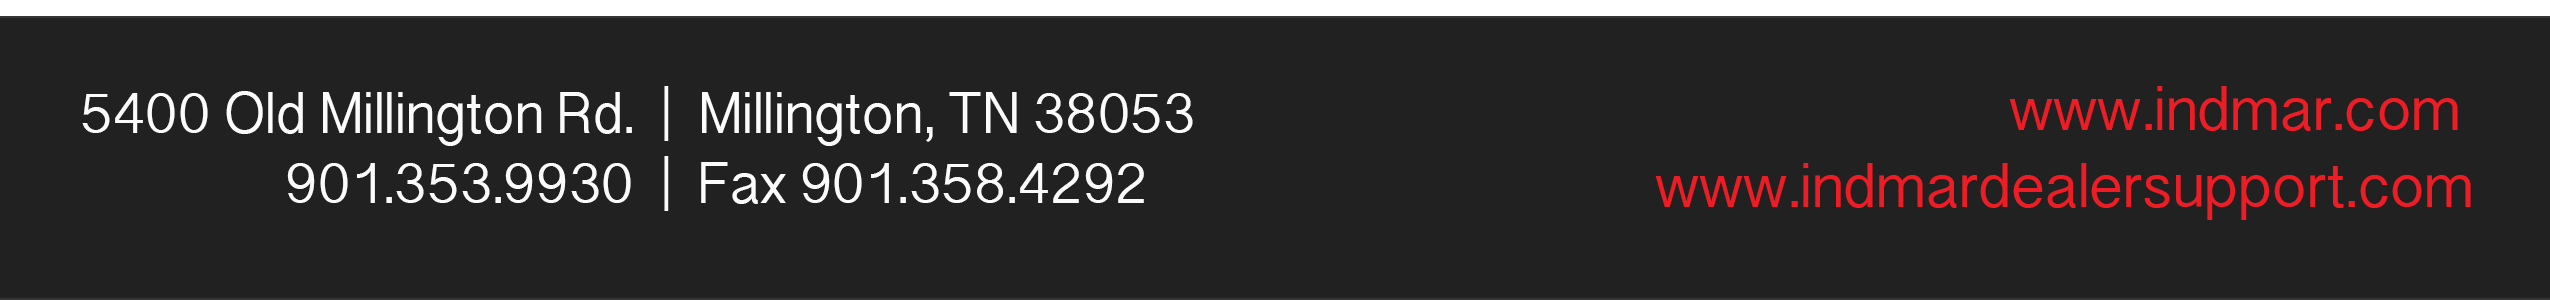 5400 Old Millington Rd. | Millington, TN 38053
901.353.9930 | Fax 901.358.4292
www.indmar.com
www.indmardealersupport.com